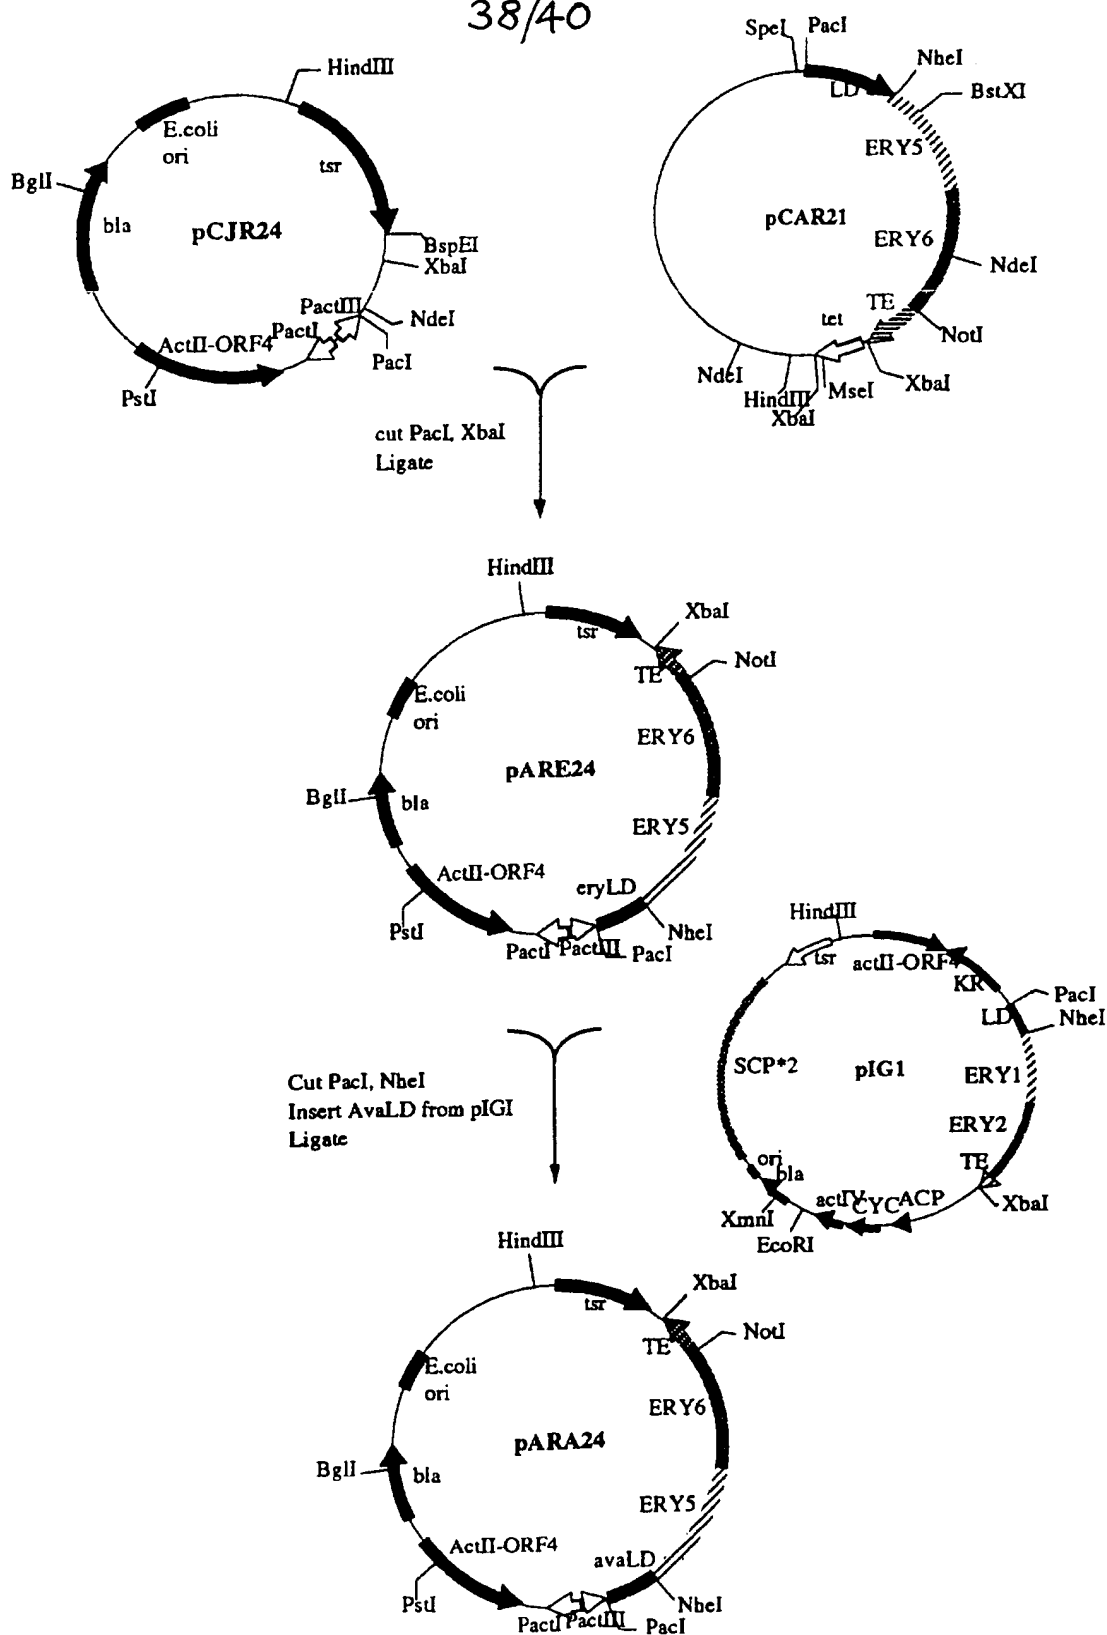 38/40
SpeI PacI
HindIII
NheI
BstXI
LD
E.coli
ori
tsr
ERY5
BglI
bla
pCJR24
pCAR21
BspEI
XbaI
ERY6
NdeI
PactIII
NdeI
TE
PactI
ActII-ORF4
PacI
tet
NotI
PstI
NdeI
HindIII
MseI
XbaI
XbaI
cut PacI, XbaI
Ligate
HindIII
tsr
XbaI
TE
NotI
E.coli
ori
ERY6
pARE24
BglI
bla
ERY5
ActII-ORF4
eryLD
PstI
NheI
PactI PactIII PacI
HindIII
tsr
actII-ORF4
KR
PacI
LD
NheI
SCP*2
pIG1
ERY1
ERY2
Cut PacI, NheI
Insert AvaLD from pIGI
Ligate
ori
bla
TE
actIV CYC ACP
XbaI
XmnI
EcoRI
HindIII
tsr
XbaI
TE
NotI
E.coli
ori
ERY6
pARA24
BglI
bla
ERY5
ActII-ORF4
avaLD
PstI
NheI
PactI PactIII PacI